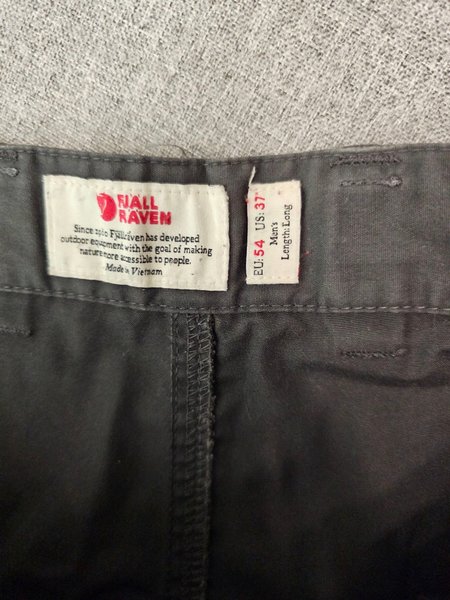 FJALL
RAVEN
Since 1960 Fjällräven has developed
outdoor equipment with the goal of making
nature more accessible to people.
Made in Vietnam
EU: 54 US: 37
Men's
Length: Long